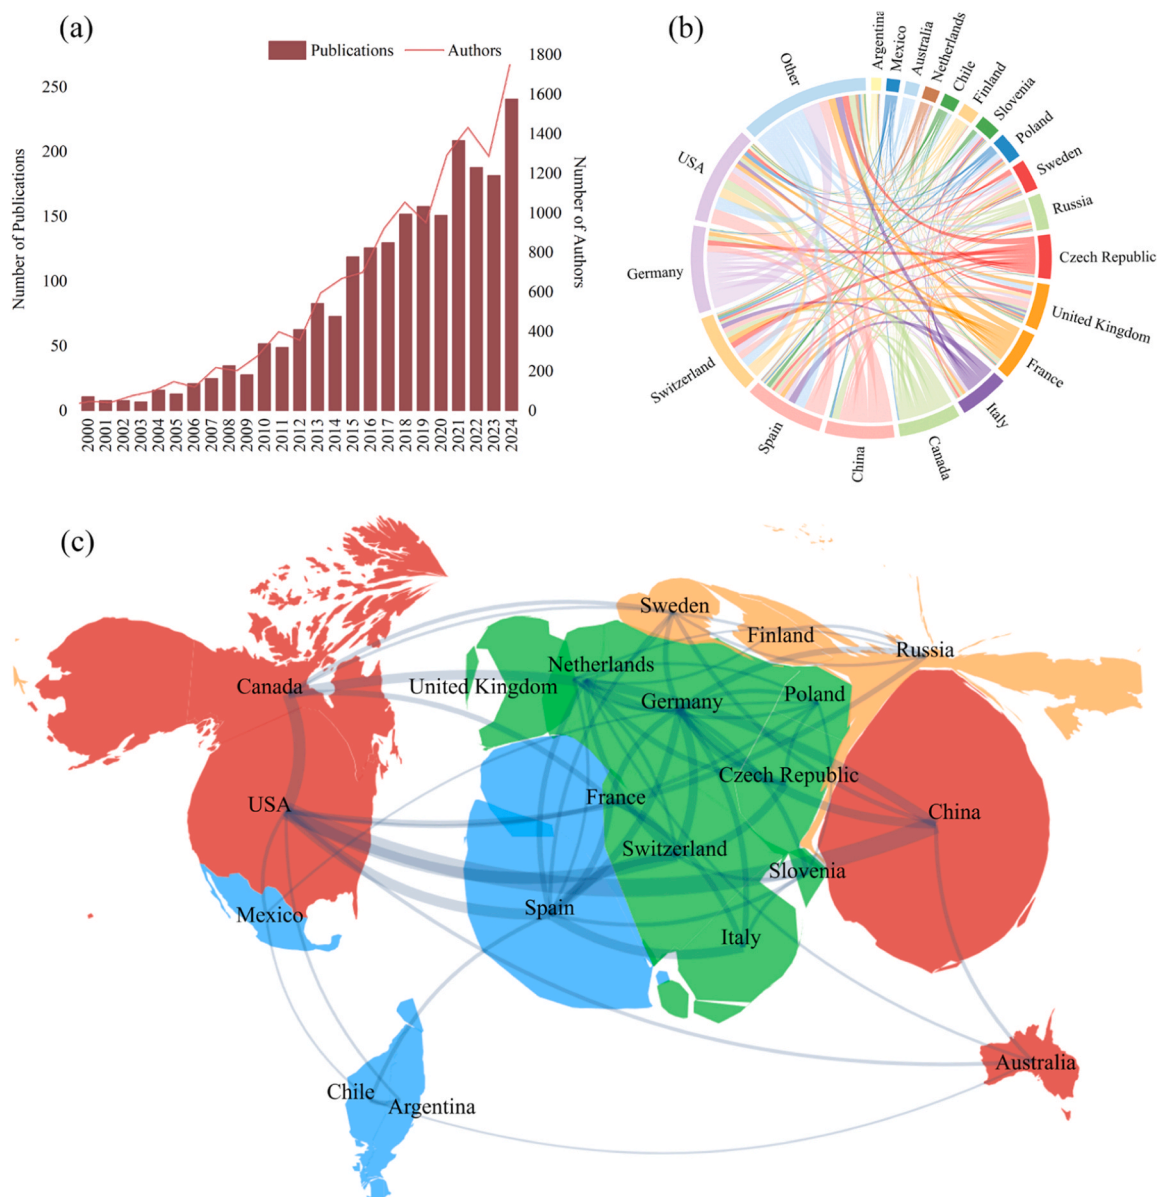 (a)
Publications
Authors
Number of Publications
250
200
150
100
50
0
1800
1600
1400
1200
1000
800
600
400
200
0
Number of Authors
2000
2001
2002
2003
2004
2005
2006
2007
2008
2009
2010
2011
2012
2013
2014
2015
2016
2017
2018
2019
2020
2021
2022
2023
2024
(b)
Other
Argentina
Mexico
Australia
Netherlands
Chile
Finland
Slovenia
Poland
Sweden
Russia
Czech Republic
United Kingdom
France
Italy
Canada
China
Spain
Switzerland
Germany
USA
(c)
Sweden
Finland
Russia
Netherlands
Canada
United Kingdom
Germany
Poland
Czech Republic
USA
France
China
Switzerland
Slovenia
Mexico
Spain
Italy
Australia
Chile
Argentina